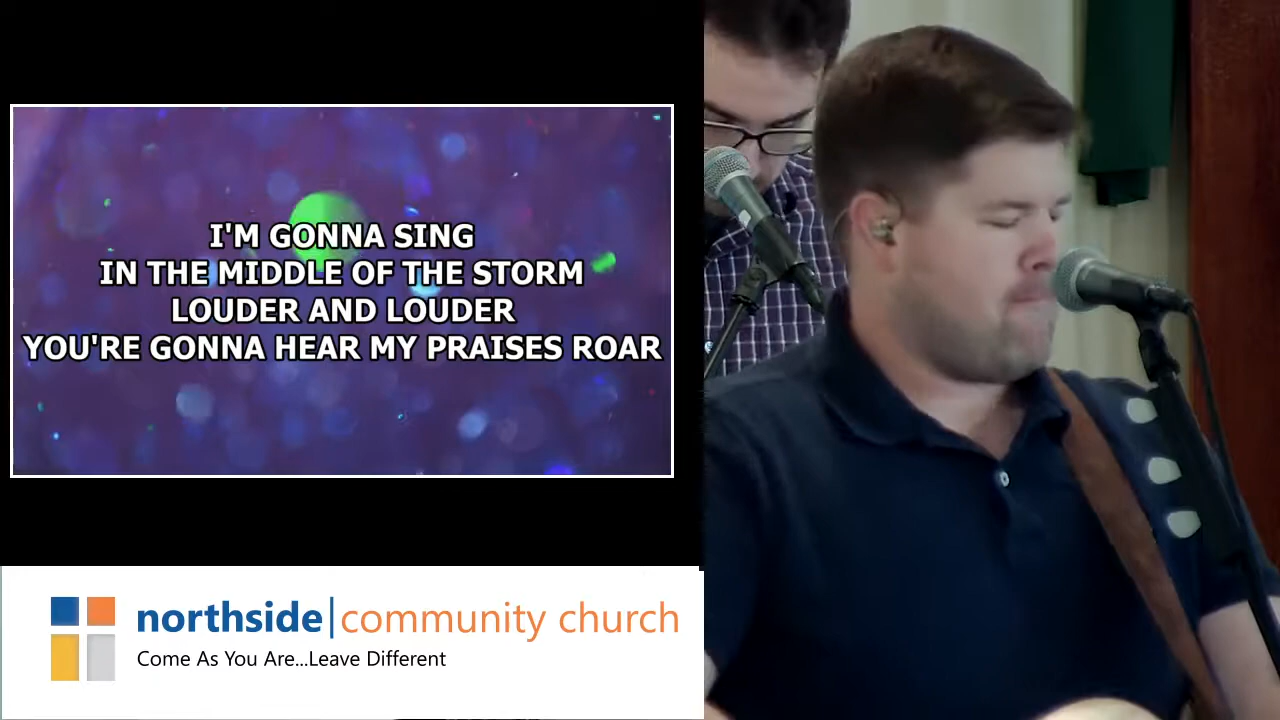 I'M GONNA SING
IN THE MIDDLE OF THE STORM
LOUDER AND LOUDER
YOU'RE GONNA HEAR MY PRAISES ROAR
northside|community church
Come As You Are...Leave Different